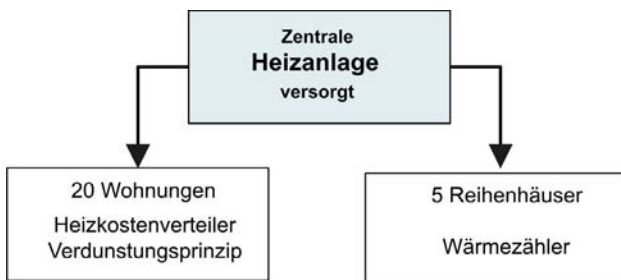 Zentrale
Heizanlage
versorgt
20 Wohnungen
Heizkostenverteiler
Verdunstungsprinzip
5 Reihenhäuser
Wärmezähler